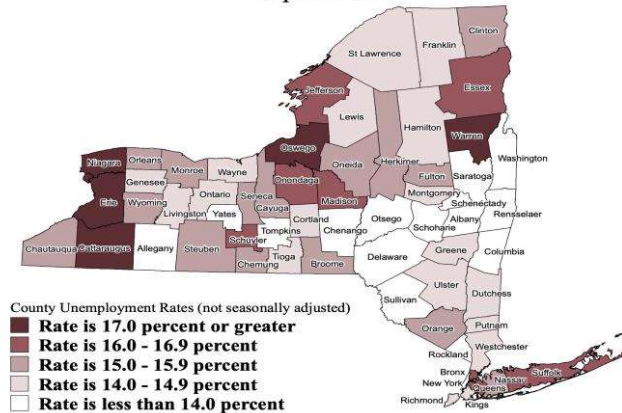 Clinton
St Lawrence
Franklin
Jefferson
Essex
Lewis
Hamilton
Warren
Oswego
Washington
Niagara
Orleans
Monroe
Wayne
Oneida
Herkimer
Fulton
Saratoga
Genesee
Onondaga
Madison
Montgomery
Erie
Wyoming
Livingston
Ontario
Yates
Seneca
Cayuga
Cortland
Otsego
Schenectady
Albany
Rensselaer
Schoharie
Chenango
Tompkins
Schuyler
Chautauqua
Cattaraugus
Allegany
Steuben
Chemung
Tioga
Broome
Delaware
Greene
Columbia
Ulster
Dutchess
Sullivan
Orange
Putnam
Westchester
Rockland
Bronx
New York
Richmond
Kings
Queens
Nassau
Suffolk
County Unemployment Rates (not seasonally adjusted)
Rate is 17.0 percent or greater
Rate is 16.0 - 16.9 percent
Rate is 15.0 - 15.9 percent
Rate is 14.0 - 14.9 percent
Rate is less than 14.0 percent